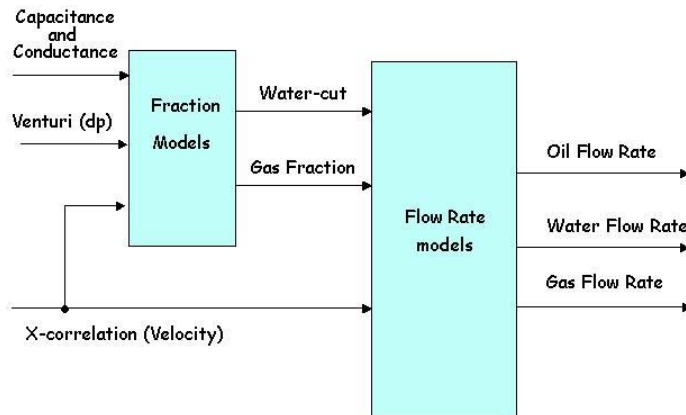 Capacitance
and
Conductance
Venturi (dp)
Fraction
Models
Water-cut
Gas Fraction
X-correlation (Velocity)
Flow Rate
models
Oil Flow Rate
Water Flow Rate
Gas Flow Rate